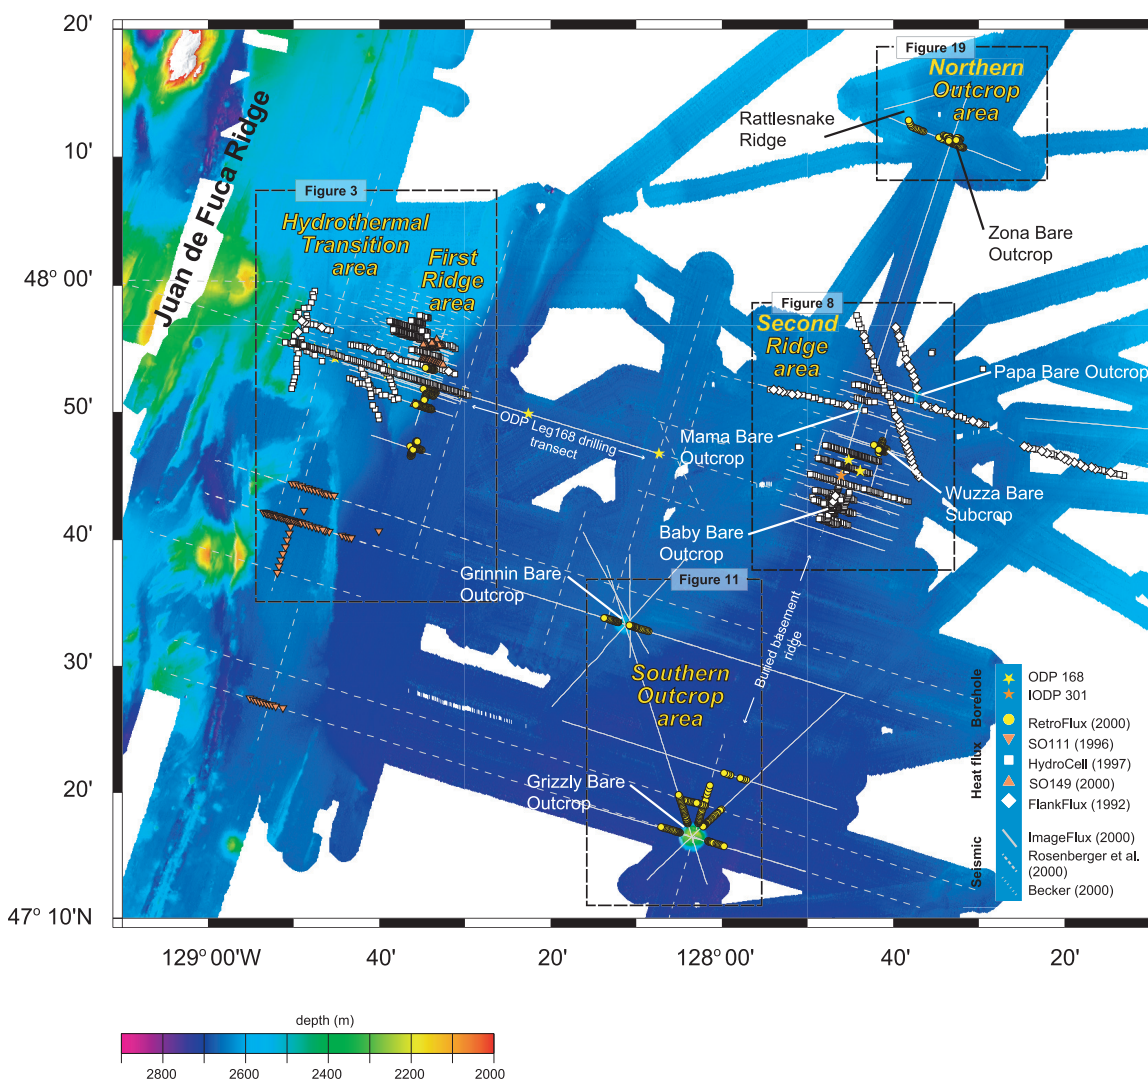 20'
10'
48° 00'
50'
40'
30'
20'
47° 10'N
129° 00'W
40'
20'
128° 00'
40'
20'
Juan de Fuca Ridge
Figure 3
Hydrothermal
Transition
area
First
Ridge
area
Figure 19
Northern
Outcrop
area
Rattlesnake
Ridge
Zona Bare
Outcrop
Figure 8
Second
Ridge
area
Papa Bare Outcrop
Mama Bare
Outcrop
Wuzza Bare
Subcrop
Baby Bare
Outcrop
ODP Leg168 drilling
transect
Grinnin Bare
Outcrop
Figure 11
Southern
Outcrop
area
Buried basement
ridge
Grizzly Bare
Outcrop
Borehole
ODP 168
IODP 301
Heat flux
RetroFlux (2000)
SO111 (1996)
HydroCell (1997)
SO149 (2000)
FlankFlux (1992)
Seismic
ImageFlux (2000)
Rosenberger et al.
(2000)
Becker (2000)
depth (m)
2800
2600
2400
2200
2000